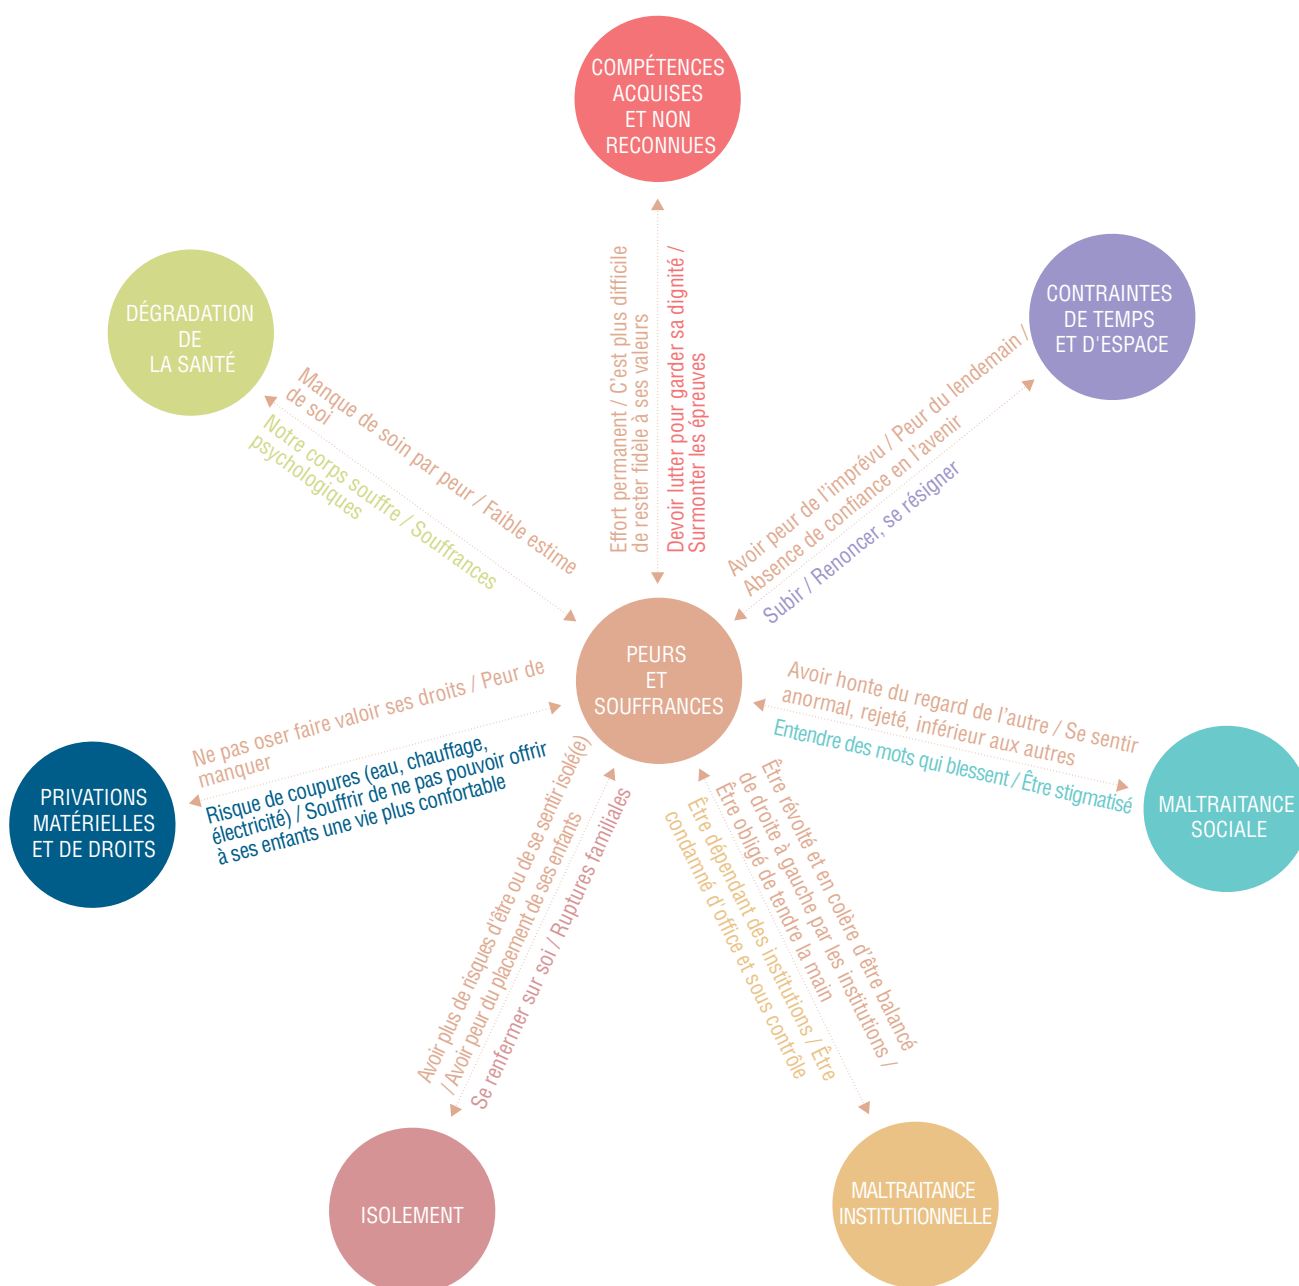 COMPÉTENCES
ACQUISES
ET NON
RECONNUES
CONTRAINTES
DE TEMPS
ET D'ESPACE
DÉGRADATION
DE
LA SANTÉ
Effort permanent / C'est plus difficile
de rester fidèle à ses valeurs
Devoir lutter pour garder sa dignité /
Surmonter les épreuves
Manque de soin par peur / Faible estime
de soi
Notre corps souffre / Souffrances
psychologiques
Avoir peur de l'imprévu / Peur du lendemain /
Absence de confiance en l'avenir
Subir / Renoncer, se résigner
PEURS
ET
SOUFFRANCES
Avoir honte du regard de l'autre / Se sentir
anormal, rejeté, inférieur aux autres
Entendre des mots qui blessent / Être stigmatisé
MALTRAITANCE
SOCIALE
Ne pas oser faire valoir ses droits / Peur de
manquer
Risque de coupures (eau, chauffage,
électricité) / Souffrir de ne pas pouvoir offrir
à ses enfants une vie plus confortable
PRIVATIONS
MATÉRIELLES
ET DE DROITS
Avoir plus de risques d'être ou de se sentir isolé(e)
/ Avoir peur du placement de ses enfants
Se renfermer sur soi / Ruptures familiales
Être révolté et en colère d'être balancé
de droite à gauche par les institutions /
Être obligé de tendre la main
Être dépendant des institutions / Être
condamné d'office et sous contrôle
ISOLEMENT
MALTRAITANCE
INSTITUTIONNELLE